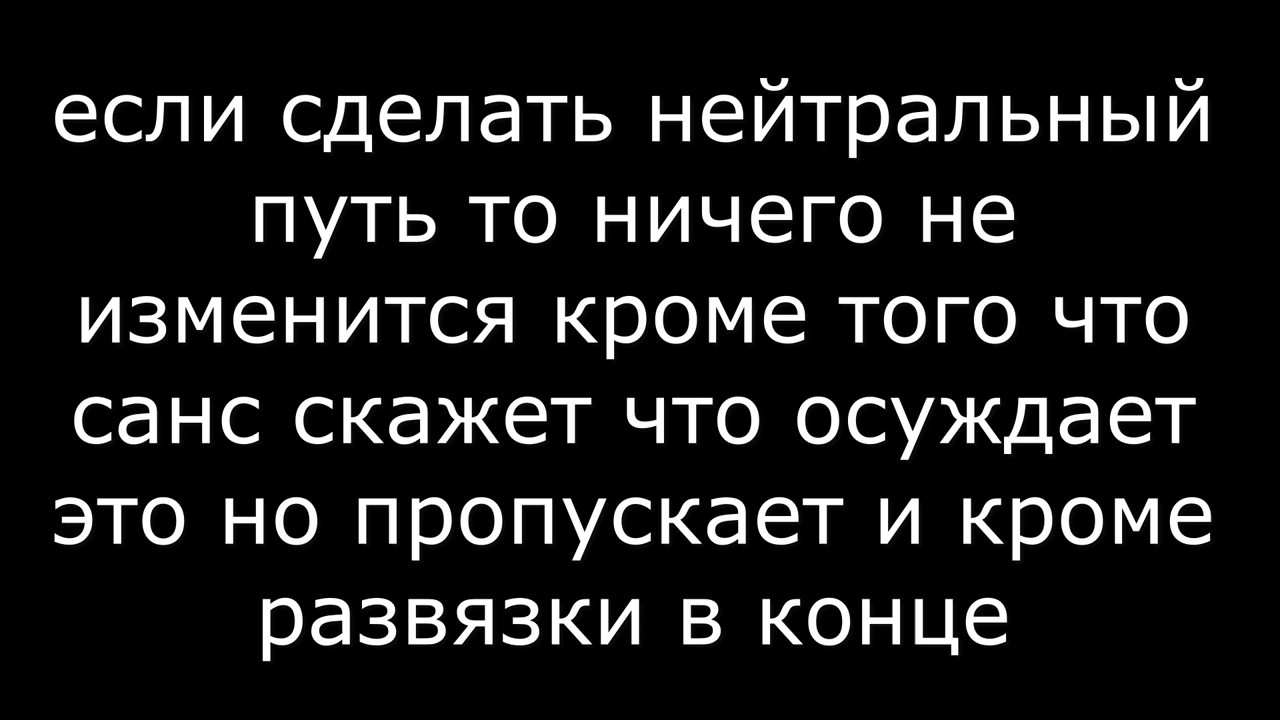 если сделать нейтральный
путь то ничего не
изменится кроме того что
санс скажет что осуждает
это но пропускает и кроме
развязки в конце